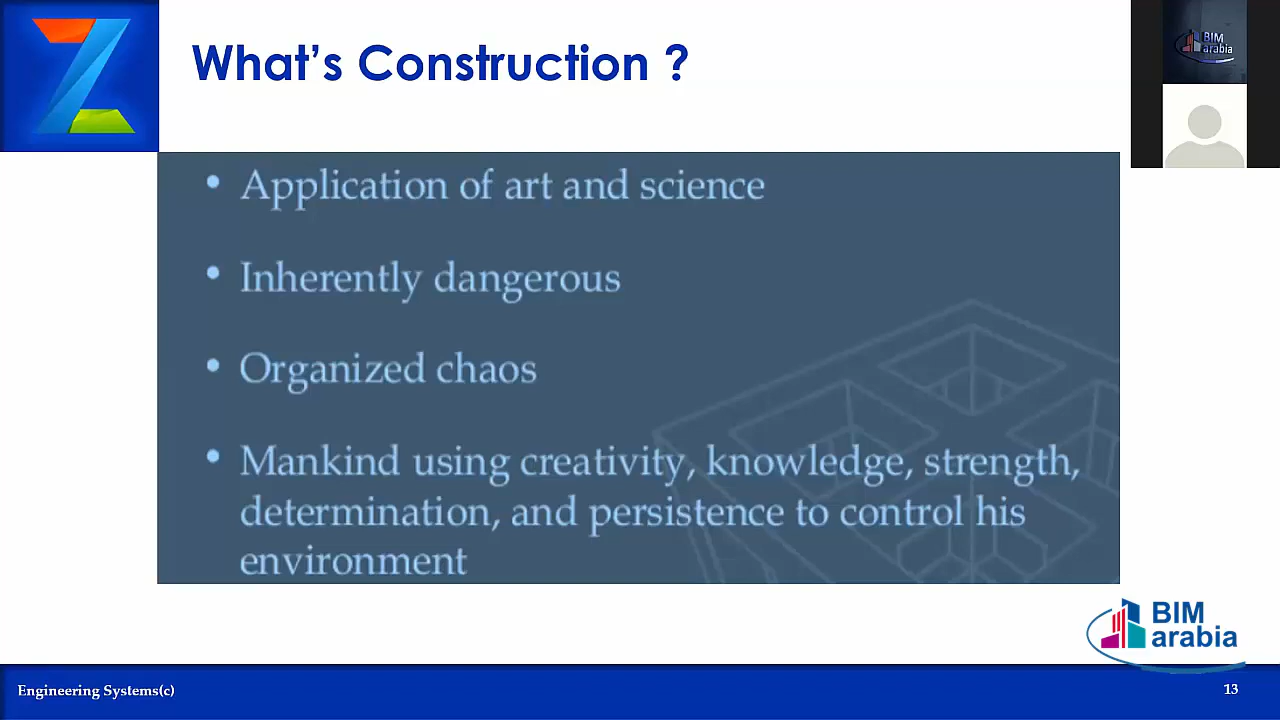 What's Construction ?
BIM
arabia
• Application of art and science
• Inherently dangerous
• Organized chaos
• Mankind using creativity, knowledge, strength,
determination, and persistence to control his
environment
BIM
arabia
Engineering Systems(c)
13